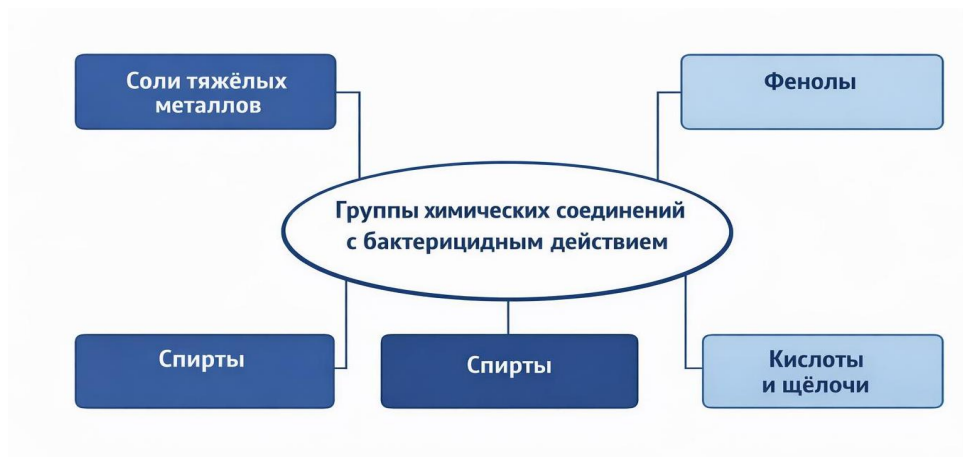 Соли тяжёлых
металлов
Фенолы
Группы химических соединений
с бактерицидным действием
Спирты
Спирты
Кислоты
и щёлочи